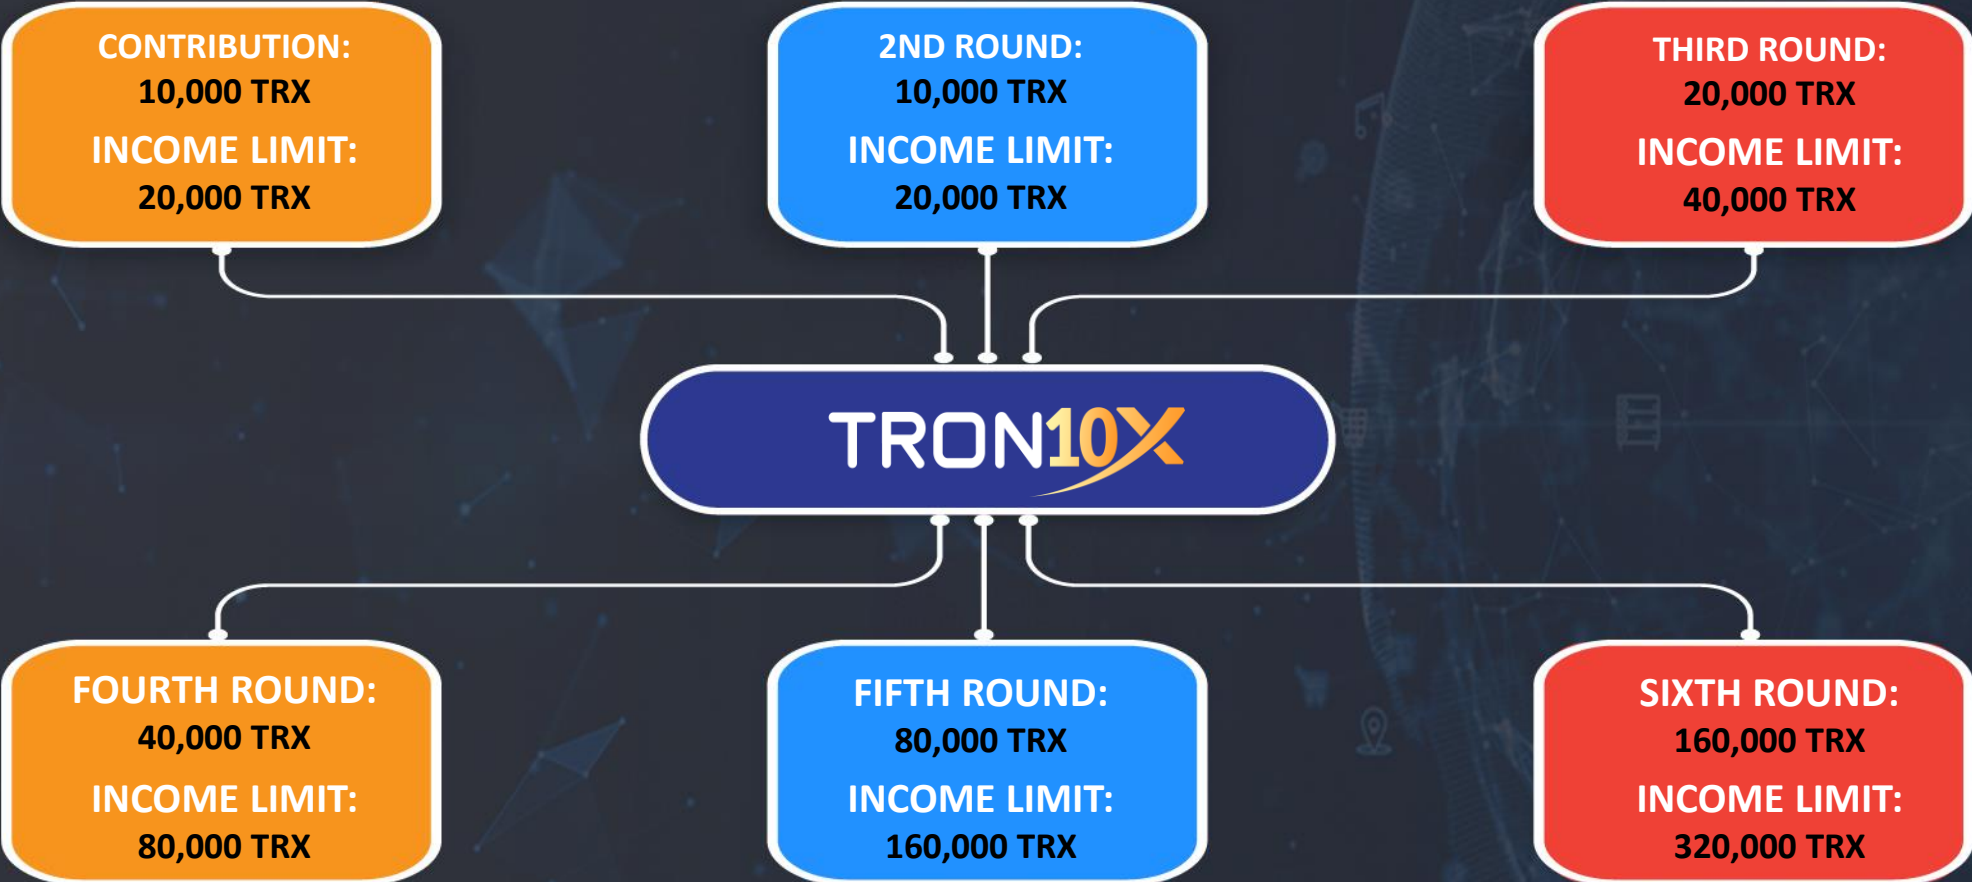 CONTRIBUTION:
10,000 TRX
INCOME LIMIT:
20,000 TRX
2ND ROUND:
10,000 TRX
INCOME LIMIT:
20,000 TRX
THIRD ROUND:
20,000 TRX
INCOME LIMIT:
40,000 TRX
TRON10X
FOURTH ROUND:
40,000 TRX
INCOME LIMIT:
80,000 TRX
FIFTH ROUND:
80,000 TRX
INCOME LIMIT:
160,000 TRX
SIXTH ROUND:
160,000 TRX
INCOME LIMIT:
320,000 TRX